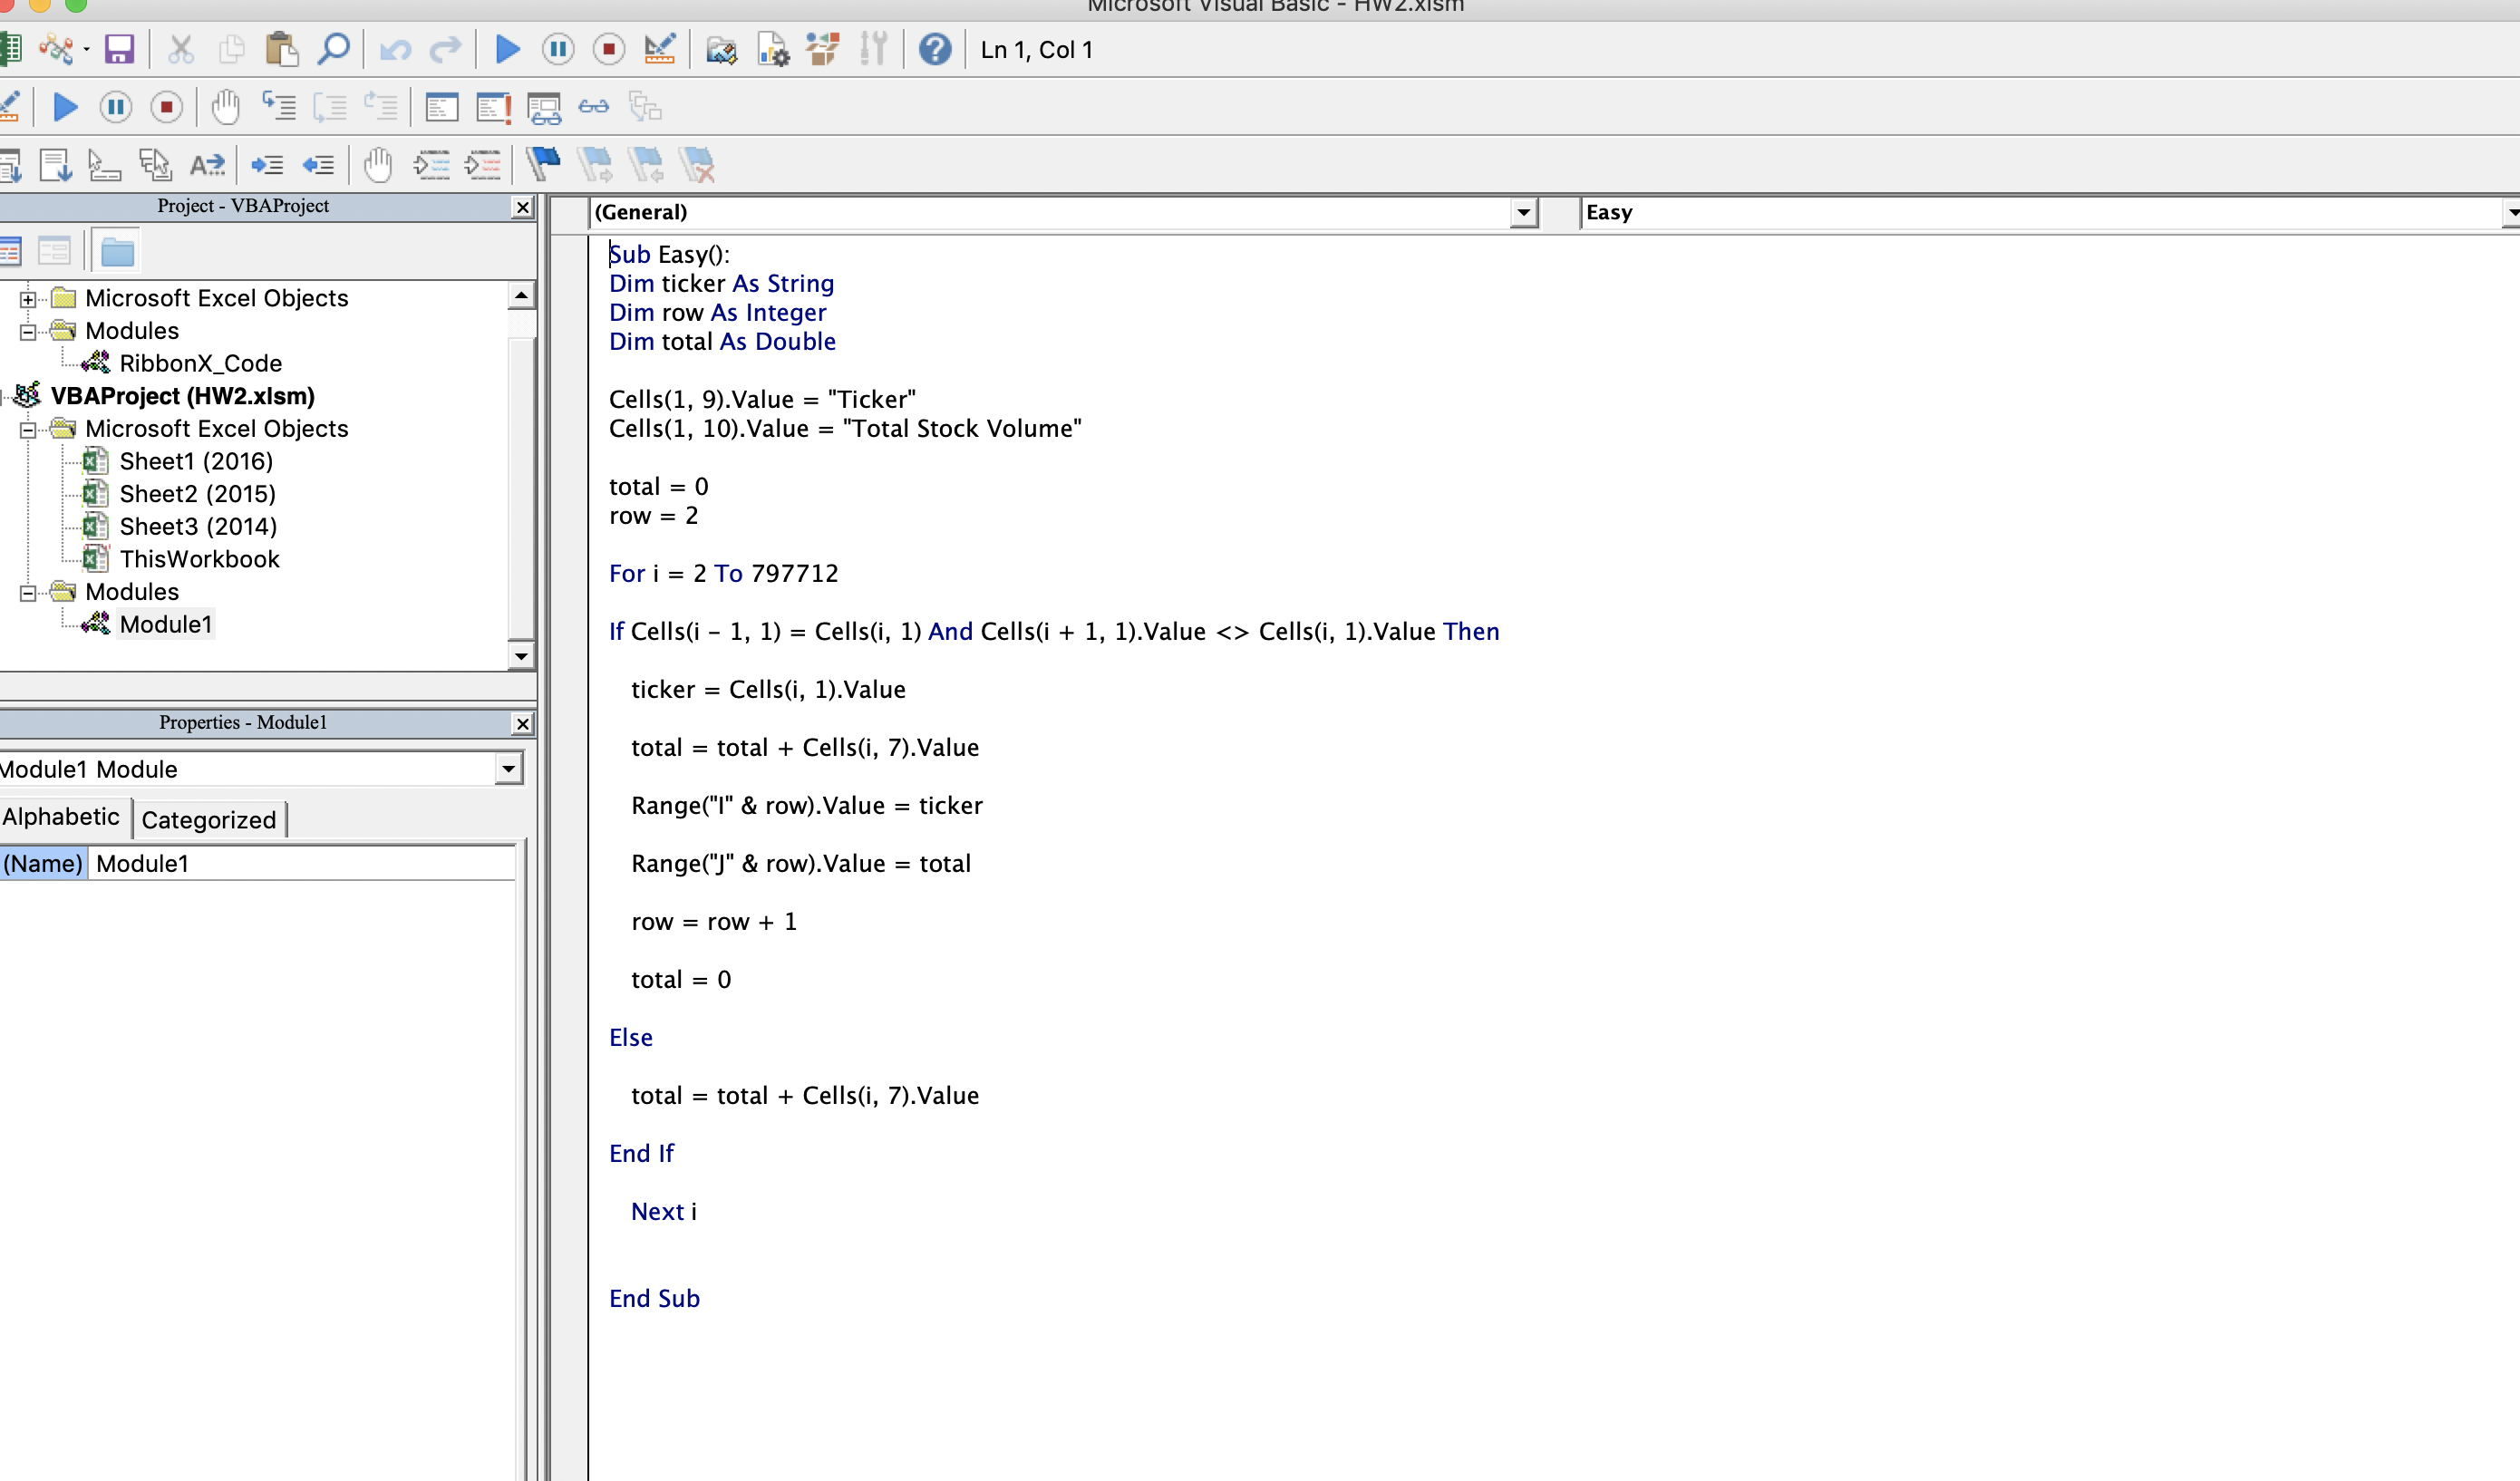 Microsoft Visual Basic - HW2.xlsm
Ln 1, Col 1
Project - VBAProject
Microsoft Excel Objects
Modules
RibbonX_Code
VBAProject (HW2.xlsm)
Microsoft Excel Objects
Sheet1 (2016)
Sheet2 (2015)
Sheet3 (2014)
ThisWorkbook
Modules
Module1
Properties - Module1
Module1 Module
Alphabetic
Categorized
(Name) Module1
(General)
Easy
Sub Easy():
Dim ticker As String
Dim row As Integer
Dim total As Double
Cells(1, 9).Value = "Ticker"
Cells(1, 10).Value = "Total Stock Volume"
total = 0
row = 2
For i = 2 To 797712
If Cells(i - 1, 1) = Cells(i, 1) And Cells(i + 1, 1).Value <> Cells(i, 1).Value Then
ticker = Cells(i, 1).Value
total = total + Cells(i, 7).Value
Range("I" & row).Value = ticker
Range("J" & row).Value = total
row = row + 1
total = 0
Else
total = total + Cells(i, 7).Value
End If
Next i
End Sub